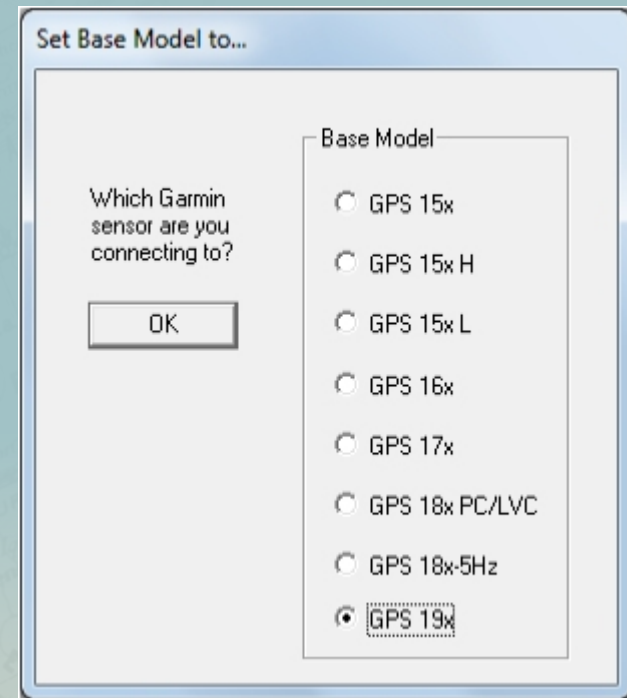 Set Base Model to...
Base Model
Which Garmin
sensor are you
connecting to?
OK
GPS 15x
GPS 15x H
GPS 15x L
GPS 16x
GPS 17x
GPS 18x PC/LVC
GPS 18x-5Hz
GPS 19x